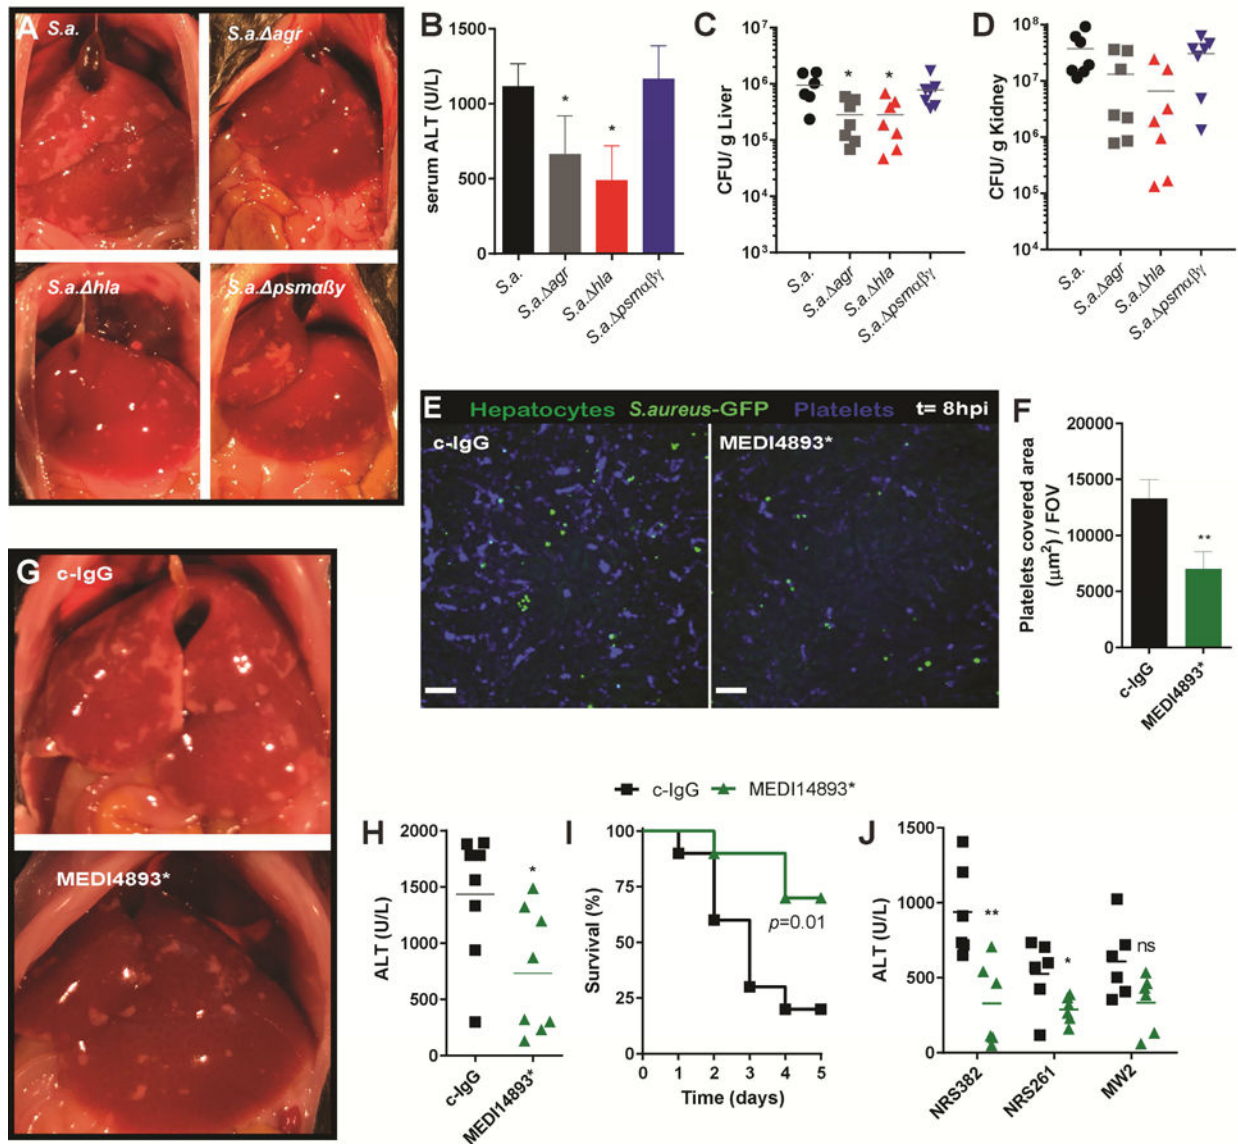 A
S.a.
S.a.Δagr
S.a.Δhla
S.a.Δpsmαβγ
B
serum ALT (U/L)
1500
1000
500
0
S.a.
S.a.Δagr
S.a.Δhla
S.a.Δpsmαβγ
*
*
C
CFU/ g Liver
10⁷
10⁶
10⁵
10⁴
10³
S.a.
S.a.Δagr
S.a.Δhla
S.a.Δpsmαβγ
*
*
D
CFU/ g Kidney
10⁸
10⁷
10⁶
10⁵
10⁴
S.a.
S.a.Δagr
S.a.Δhla
S.a.Δpsmαβγ
E Hepatocytes S.aureus-GFP Platelets t= 8hpi
c-IgG
MEDI4893*
F
Platelets covered area
(µm²) / FOV
20000
15000
10000
5000
0
**
c-IgG
MEDI4893*
G
c-IgG
MEDI4893*
c-IgG MEDI14893*
H
ALT (U/L)
2000
1500
1000
500
0
*
c-IgG
MEDI14893*
I
Survival (%)
100
75
50
25
0
p=0.01
0 1 2 3 4 5
Time (days)
J
ALT (U/L)
1500
1000
500
0
**
*
ns
NRS382
NRS261
MW2